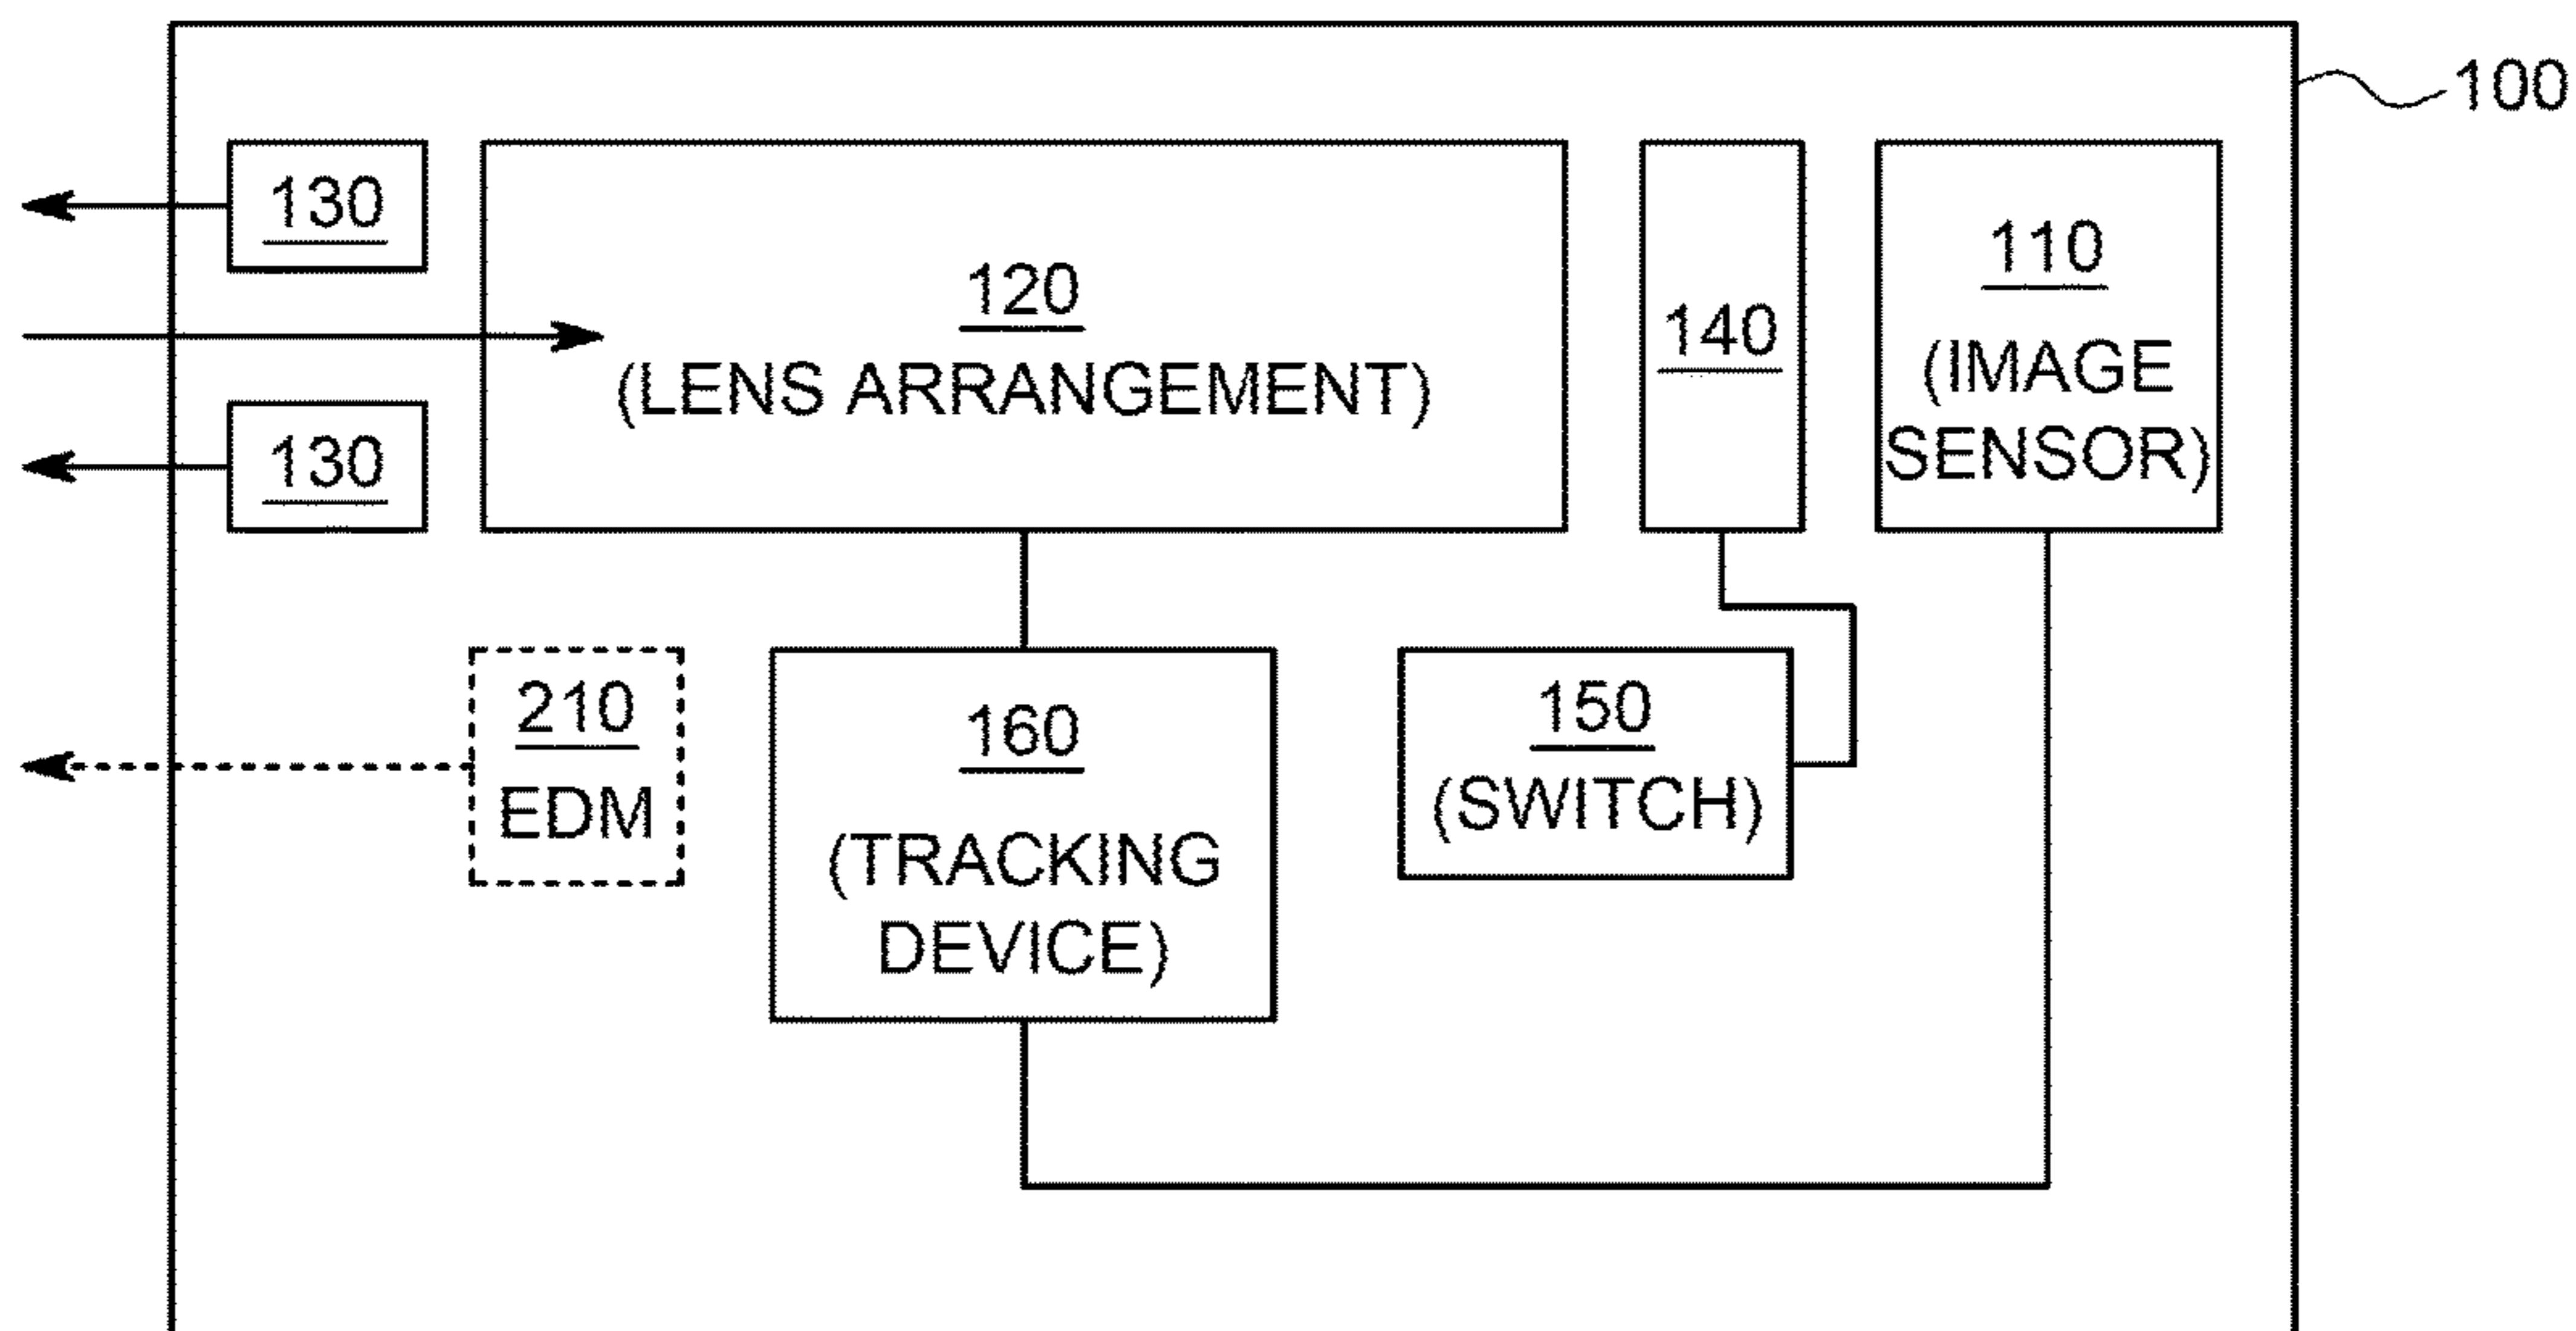 100
130
120
(LENS ARRANGEMENT)
140
110
(IMAGE
SENSOR)
130
210
EDM
160
(TRACKING
DEVICE)
150
(SWITCH)